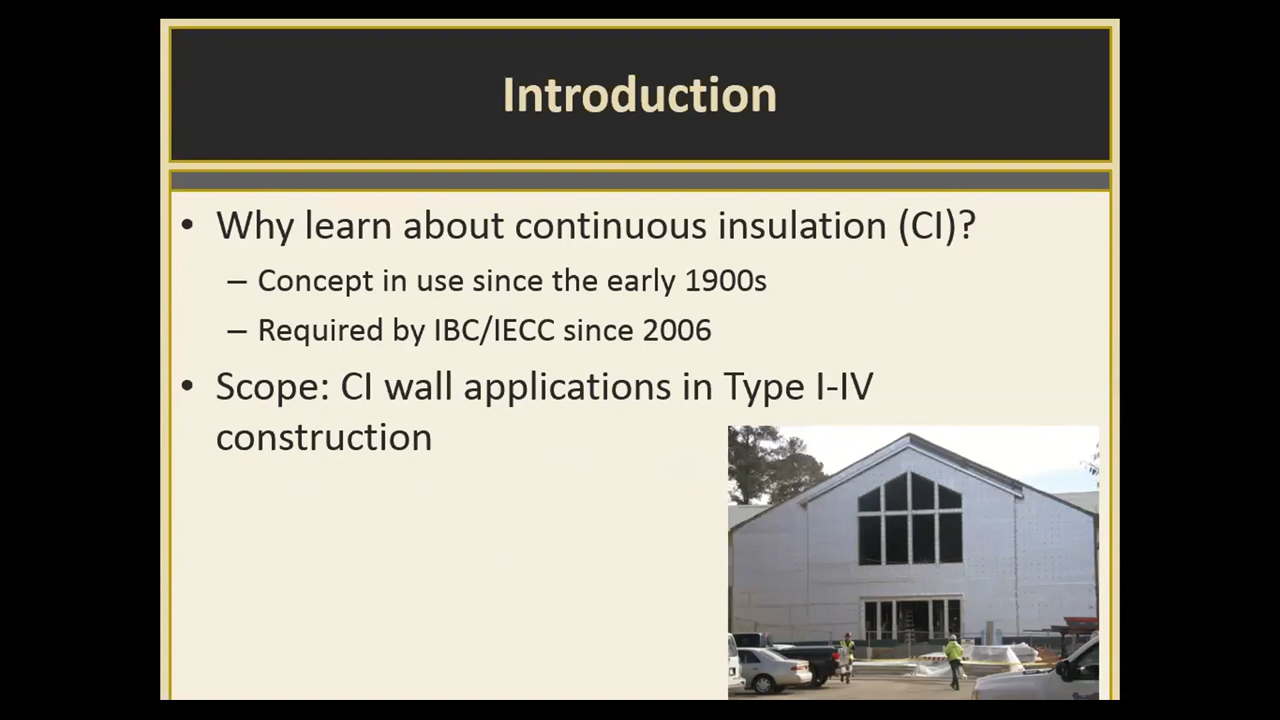 Introduction
• Why learn about continuous insulation (CI)?
– Concept in use since the early 1900s
– Required by IBC/IECC since 2006
• Scope: CI wall applications in Type I-IV
construction